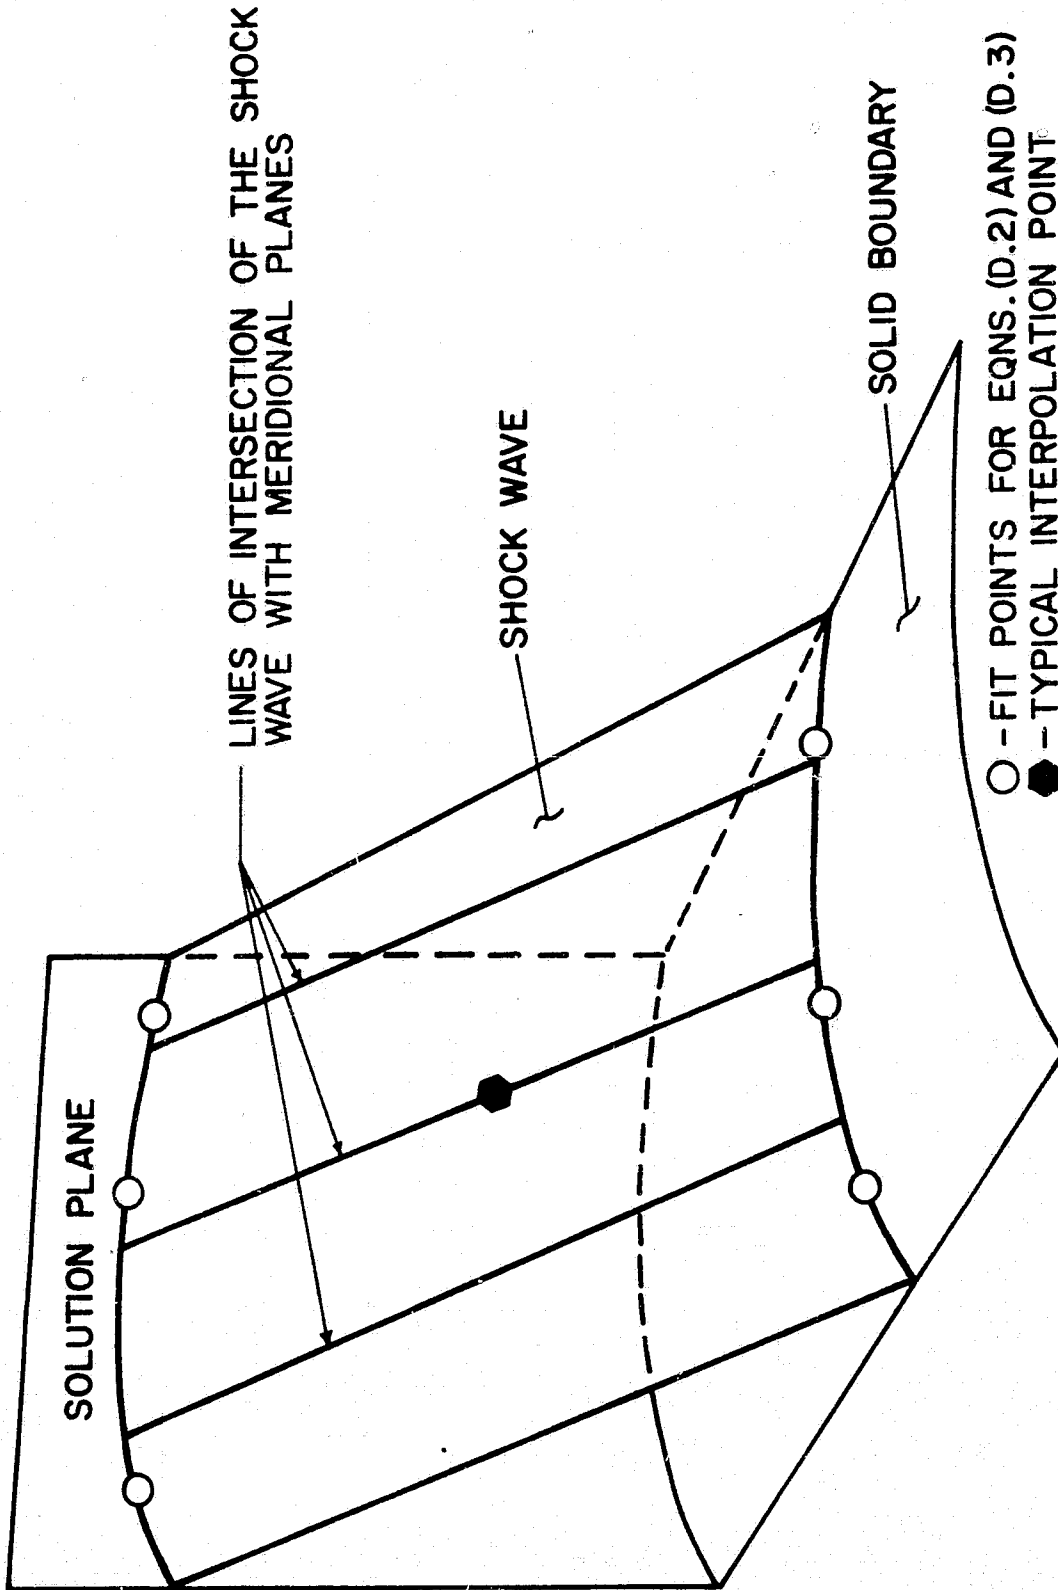 SOLUTION PLANE
LINES OF INTERSECTION OF THE SHOCK
WAVE WITH MERIDIONAL PLANES
SHOCK WAVE
SOLID BOUNDARY
– FIT POINTS FOR EQNS.(D.2) AND (D.3)
– TYPICAL INTERPOLATION POINT